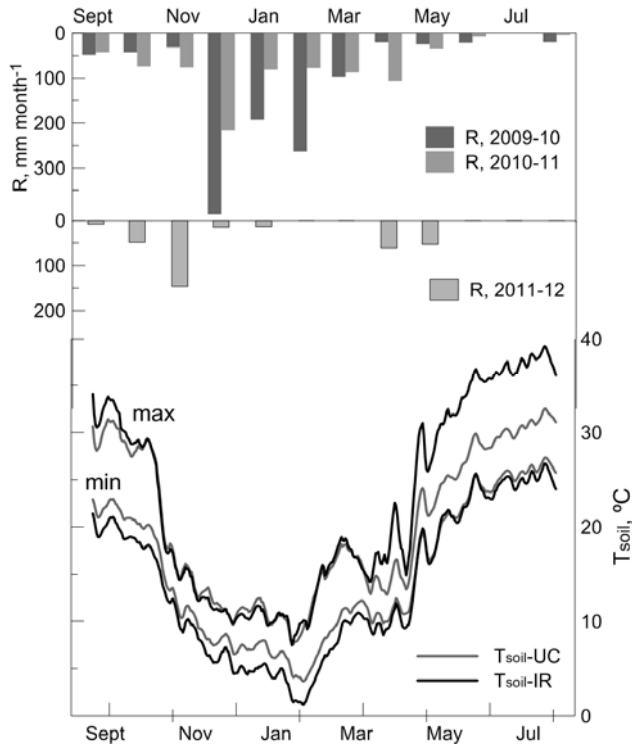 Sept Nov Jan Mar May Jul
0
100
200
300
R, mm month⁻¹
R, 2009-10
R, 2010-11
0
100
200
R, 2011-12
40
30
20
10
0
Tsoil, ºC
max
min
Tsoil-UC
Tsoil-IR
Sept Nov Jan Mar May Jul